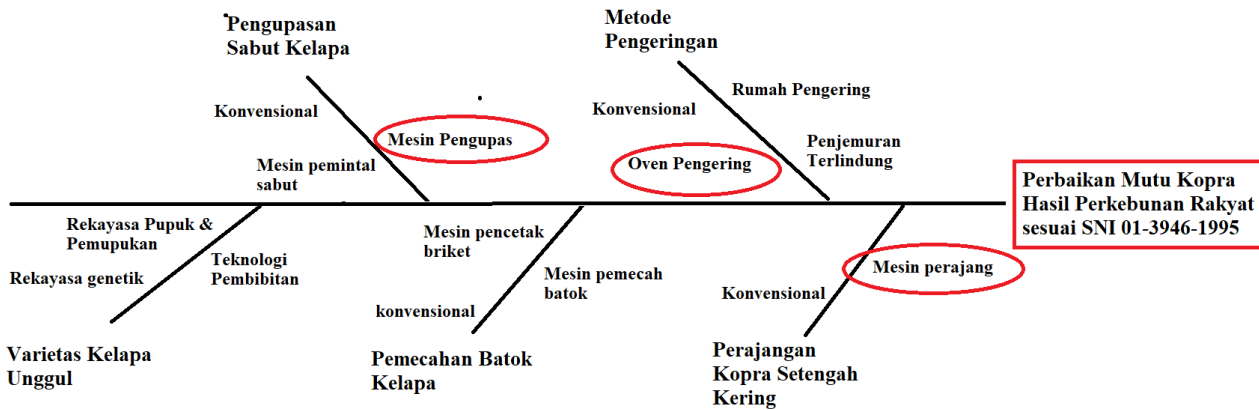 Pengupasan
Sabut Kelapa
Konvensional
Mesin Pengupas
Mesin pemintal
sabut
Metode
Pengeringan
Rumah Pengering
Konvensional
Oven Pengering
Penjemuran
Terlindung
Perbaikan Mutu Kopra
Hasil Perkebunan Rakyat
sesuai SNI 01-3946-1995
Rekayasa Pupuk &
Pemupukan
Rekayasa genetik
Teknologi
Pembibitan
Varietas Kelapa
Unggul
Mesin pencetak
briket
Mesin pemecah
batok
konvensional
Pemecahan Batok
Kelapa
Mesin perajang
Konvensional
Perajangan
Kopra Setengah
Kering